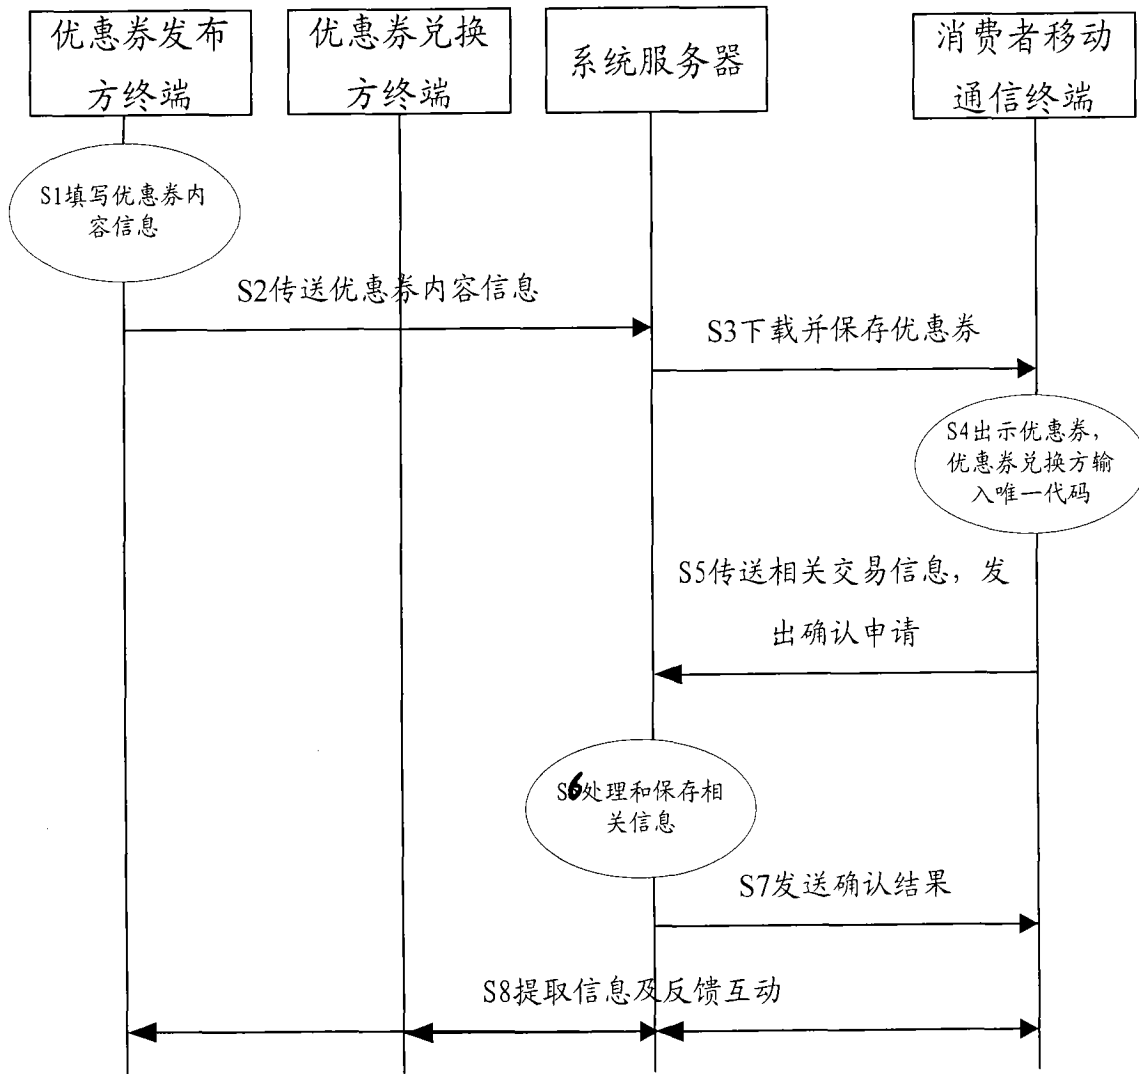 优惠券发布
方终端
优惠券兑换
方终端
系统服务器
消费者移动
通信终端
S1填写优惠券内
容信息
S2传送优惠券内容信息
S3下载并保存优惠券
S4出示优惠券，
优惠券兑换方输
入唯一代码
S5传送相关交易信息，发
出确认申请
S6处理和保存相
关信息
S7发送确认结果
S8提取信息及反馈互动